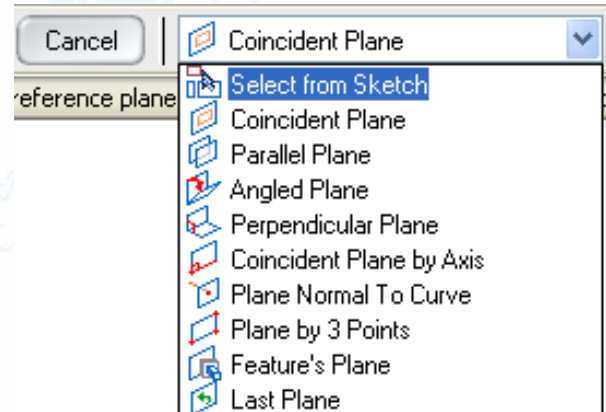 Cancel
Coincident Plane
reference plane
Select from Sketch
Coincident Plane
Parallel Plane
Angled Plane
Perpendicular Plane
Coincident Plane by Axis
Plane Normal To Curve
Plane by 3 Points
Feature's Plane
Last Plane